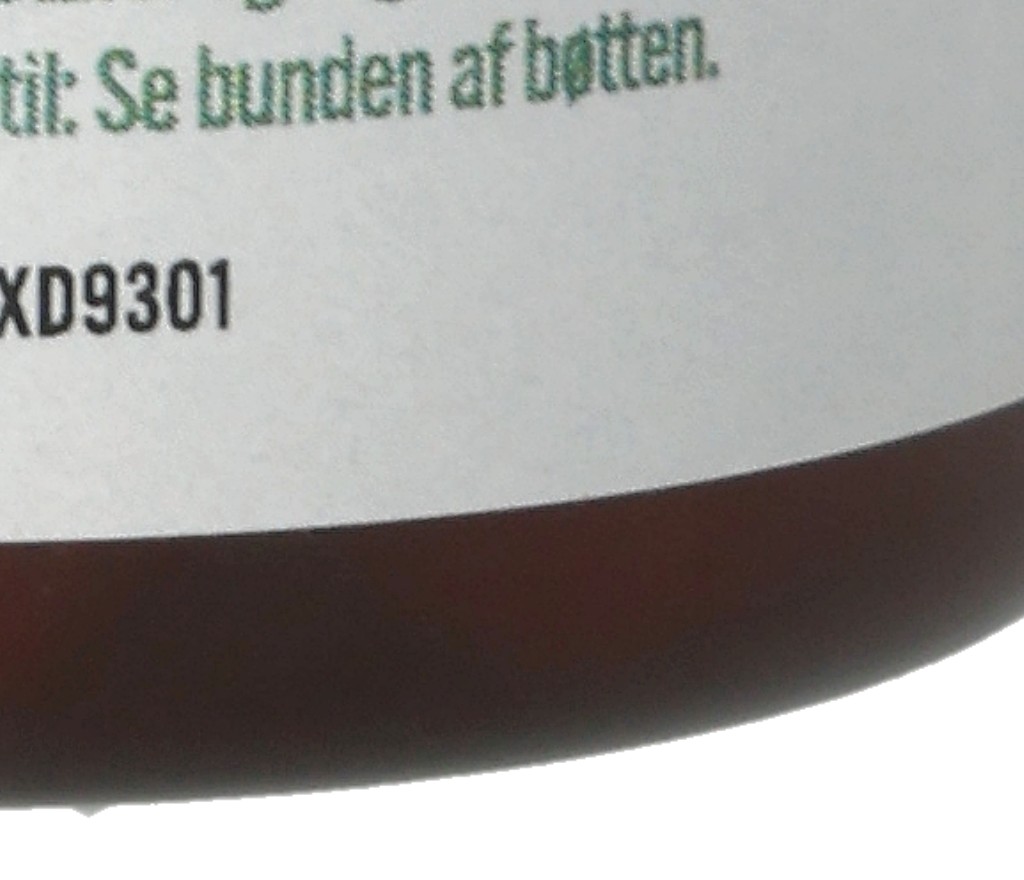 til: Se bunden af bøtten.
XD9301